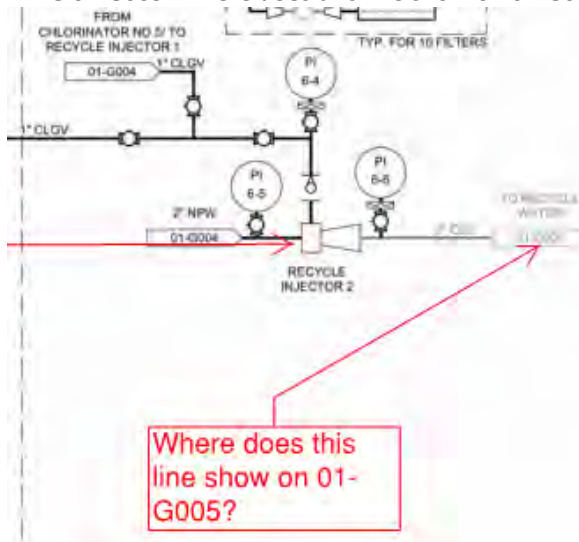 FROM
CHLORINATOR NO 5/ TO
RECYCLE INJECTOR 1
01-G004
1" CLGV
TYP. FOR 10 FILTERS
PI
6-4
1" CLGV
PI
6-5
PI
6-6
2" NPW
01-G004
TO RECYCLE
RECYCLE
INJECTOR 2
Where does this
line show on 01-
G005?